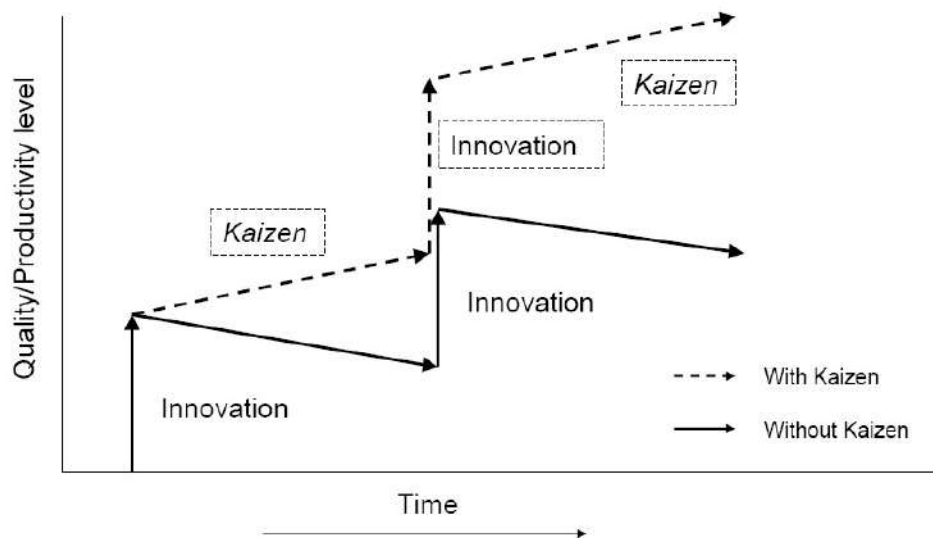 Quality/Productivity level
Kaizen
Innovation
Kaizen
Innovation
Innovation
With Kaizen
Without Kaizen
Time